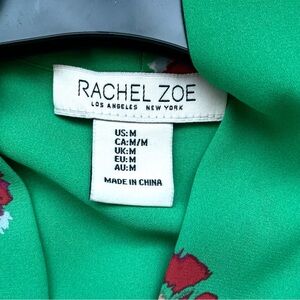 RACHEL ZOE
LOS ANGELES NEW YORK
US:M
CA:M/M
UK:M
EU:M
AU:M
MADE IN CHINA